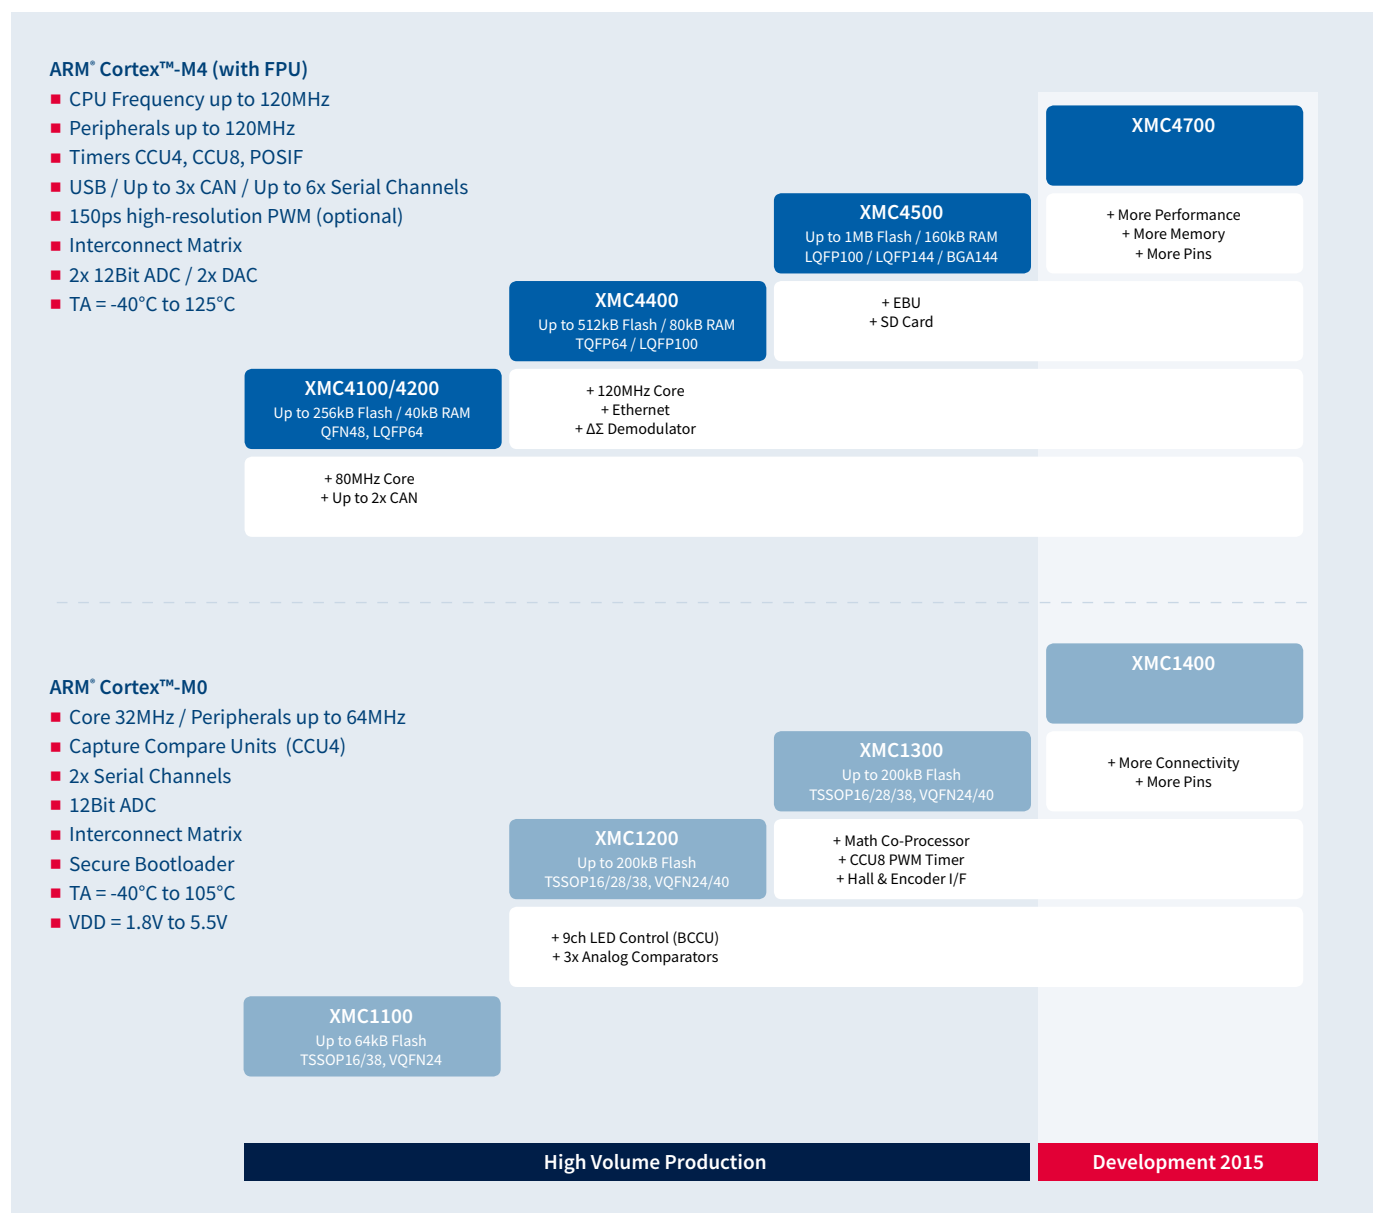 ARM® Cortex™-M4 (with FPU)
CPU Frequency up to 120MHz
Peripherals up to 120MHz
Timers CCU4, CCU8, POSIF
USB / Up to 3x CAN / Up to 6x Serial Channels
150ps high-resolution PWM (optional)
Interconnect Matrix
2x 12Bit ADC / 2x DAC
TA = -40°C to 125°C
XMC4700
+ More Performance
+ More Memory
+ More Pins
XMC4500
Up to 1MB Flash / 160kB RAM
LQFP100 / LQFP144 / BGA144
+ EBU
+ SD Card
XMC4400
Up to 512kB Flash / 80kB RAM
TQFP64 / LQFP100
+ 120MHz Core
+ Ethernet
+ ΔΣ Demodulator
XMC4100/4200
Up to 256kB Flash / 40kB RAM
QFN48, LQFP64
+ 80MHz Core
+ Up to 2x CAN
ARM® Cortex™-M0
Core 32MHz / Peripherals up to 64MHz
Capture Compare Units (CCU4)
2x Serial Channels
12Bit ADC
Interconnect Matrix
Secure Bootloader
TA = -40°C to 105°C
VDD = 1.8V to 5.5V
XMC1400
+ More Connectivity
+ More Pins
XMC1300
Up to 200kB Flash
TSSOP16/28/38, VQFN24/40
+ Math Co-Processor
+ CCU8 PWM Timer
+ Hall & Encoder I/F
XMC1200
Up to 200kB Flash
TSSOP16/28/38, VQFN24/40
+ 9ch LED Control (BCCU)
+ 3x Analog Comparators
XMC1100
Up to 64kB Flash
TSSOP16/38, VQFN24
High Volume Production
Development 2015